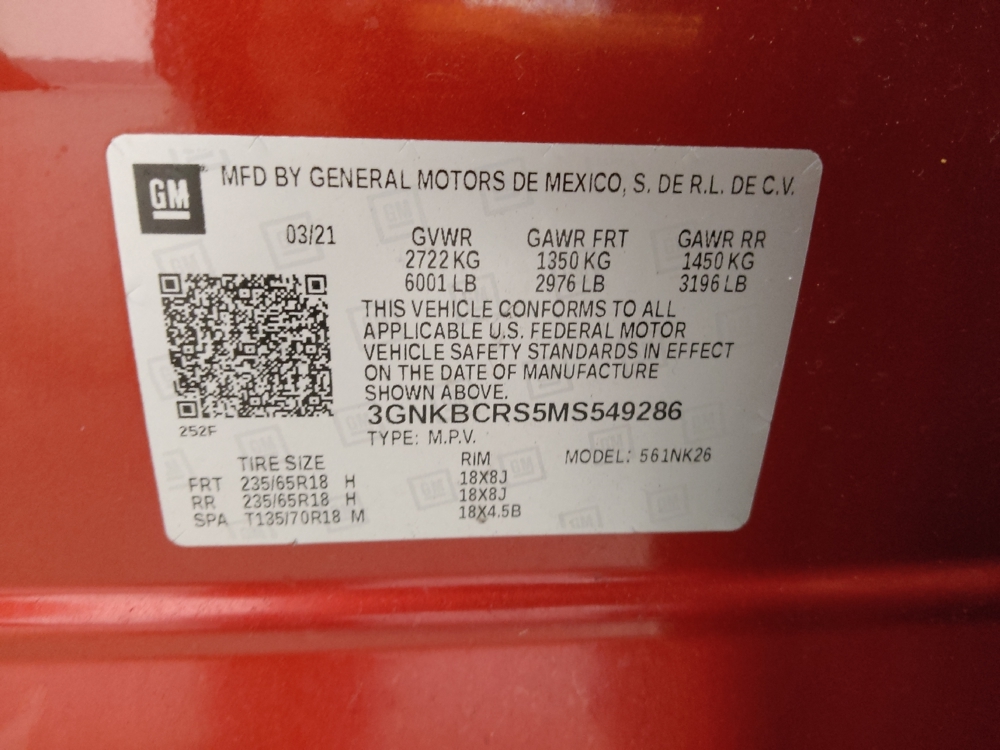 GM
MFD BY GENERAL MOTORS DE MEXICO, S. DE R.L. DE C.V.
03/21 GVWR GAWR FRT GAWR RR
2722 KG 1350 KG 1450 KG
6001 LB 2976 LB 3196 LB
THIS VEHICLE CONFORMS TO ALL
APPLICABLE U.S. FEDERAL MOTOR
VEHICLE SAFETY STANDARDS IN EFFECT
ON THE DATE OF MANUFACTURE
SHOWN ABOVE.
3GNKBCRS5MS549286
252F
TYPE: M.P.V.
TIRE SIZE RIM MODEL: 561NK26
FRT 235/65R18 H 18X8J
RR 235/65R18 H 18X8J
SPA T135/70R18 M 18X4.5B